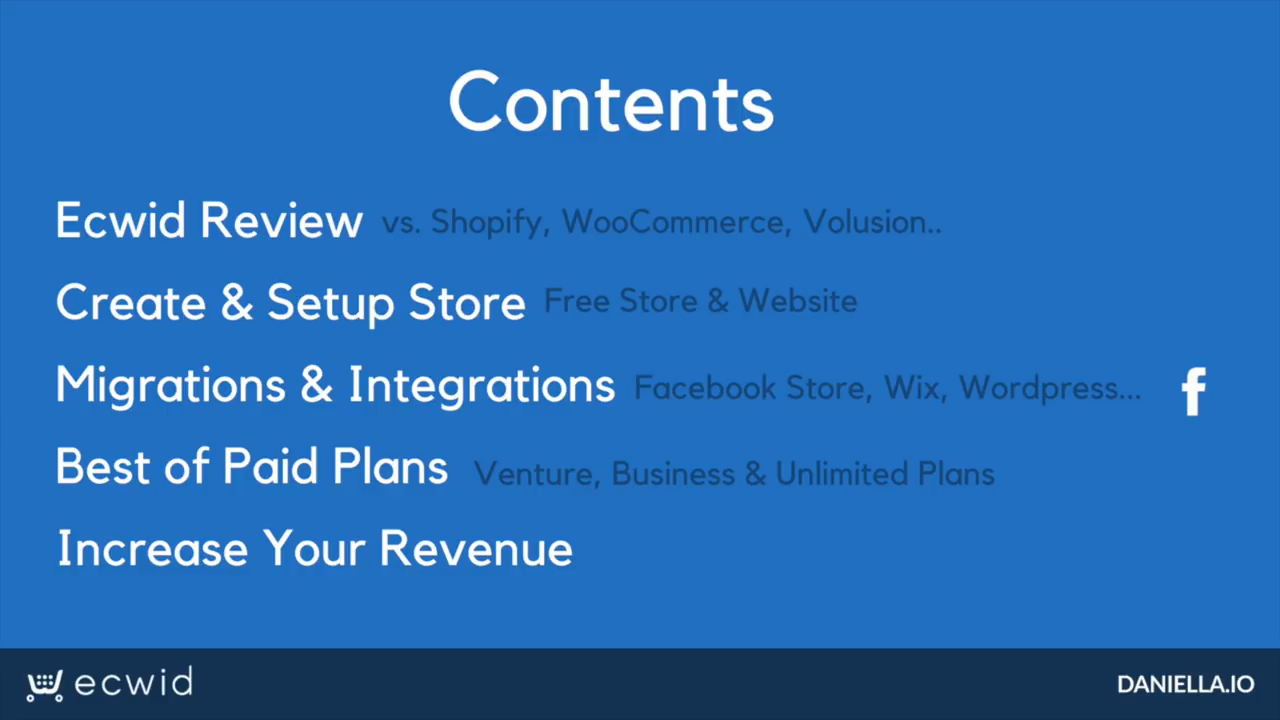 Contents
Ecwid Review vs. Shopify, WooCommerce, Volusion..
Create & Setup Store Free Store & Website
Migrations & Integrations Facebook Store, Wix, Wordpress... f
Best of Paid Plans Venture, Business & Unlimited Plans
Increase Your Revenue
ecwid DANIELLA.IO